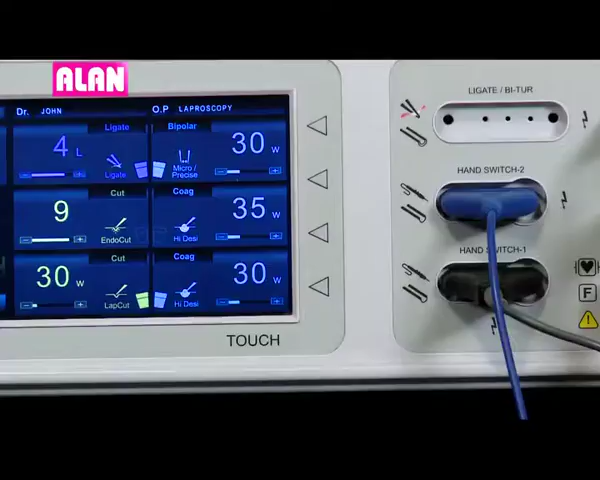 ALAN
Dr. JOHN O.P LAPROSCOPY
Ligate Bipolar
4 L Ligate Micro / Precise 30 W
Cut Coag
9 EndoCut Hi Desi 35 W
Cut Coag
30 W LapCut Hi Desi 30 W
TOUCH
LIGATE / BI-TUR
HAND SWITCH-2
HAND SWITCH-1
F